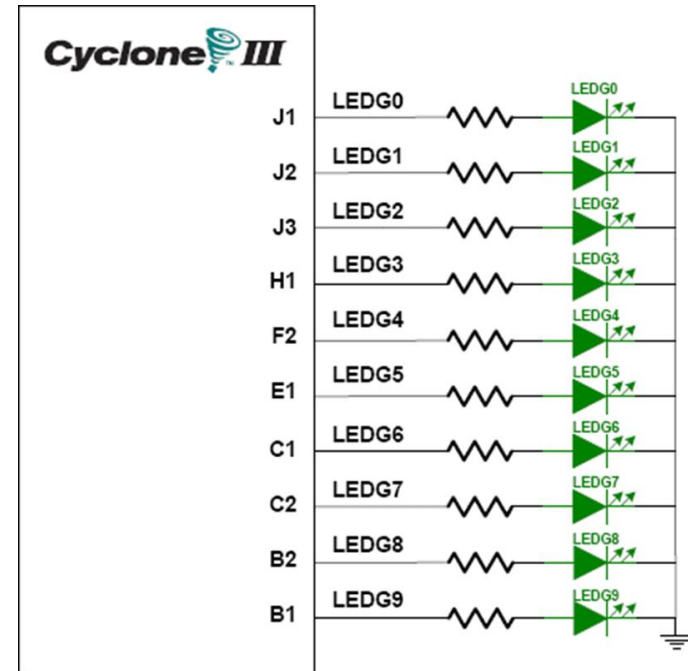 Cyclone III
J1 LEDG0 LEDG0
J2 LEDG1 LEDG1
J3 LEDG2 LEDG2
H1 LEDG3 LEDG3
F2 LEDG4 LEDG4
E1 LEDG5 LEDG5
C1 LEDG6 LEDG6
C2 LEDG7 LEDG7
B2 LEDG8 LEDG8
B1 LEDG9 LEDG9